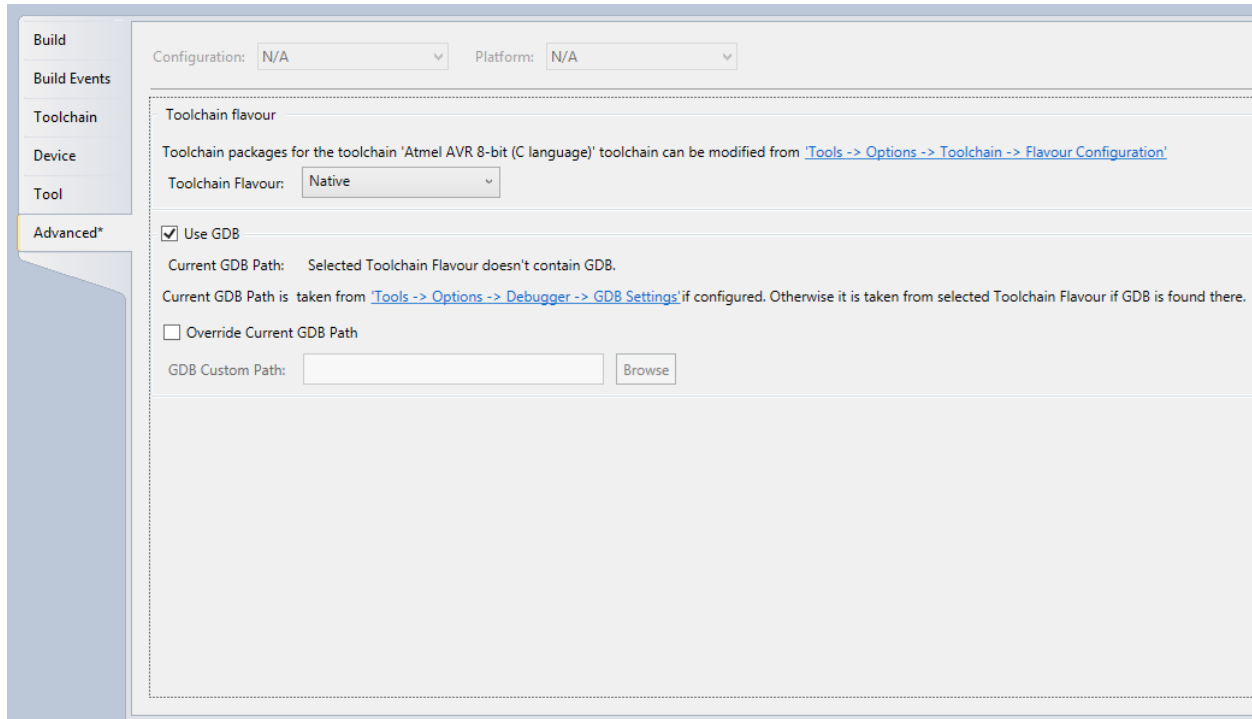 Build
Build Events
Toolchain
Device
Tool
Advanced*
Configuration: N/A Platform: N/A
Toolchain flavour
Toolchain packages for the toolchain 'Atmel AVR 8-bit (C language)' toolchain can be modified from 'Tools -> Options -> Toolchain -> Flavour Configuration'
Toolchain Flavour: Native
Use GDB
Current GDB Path: Selected Toolchain Flavour doesn't contain GDB.
Current GDB Path is taken from 'Tools -> Options -> Debugger -> GDB Settings'if configured. Otherwise it is taken from selected Toolchain Flavour if GDB is found there.
Override Current GDB Path
GDB Custom Path: Browse